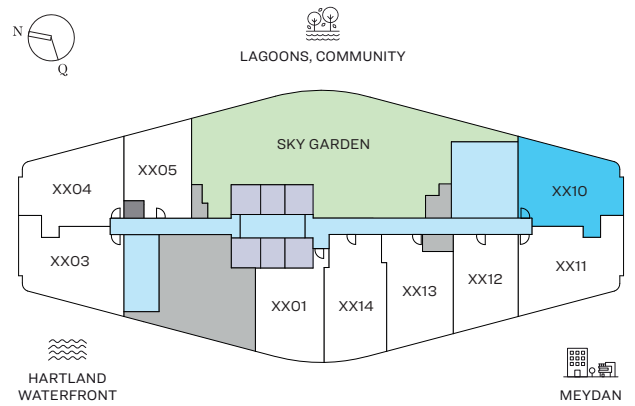 N
Q
LAGOONS, COMMUNITY
SKY GARDEN
XX05
XX04
XX10
XX03
XX11
XX12
XX13
XX01
XX14
HARTLAND
WATERFRONT
MEYDAN